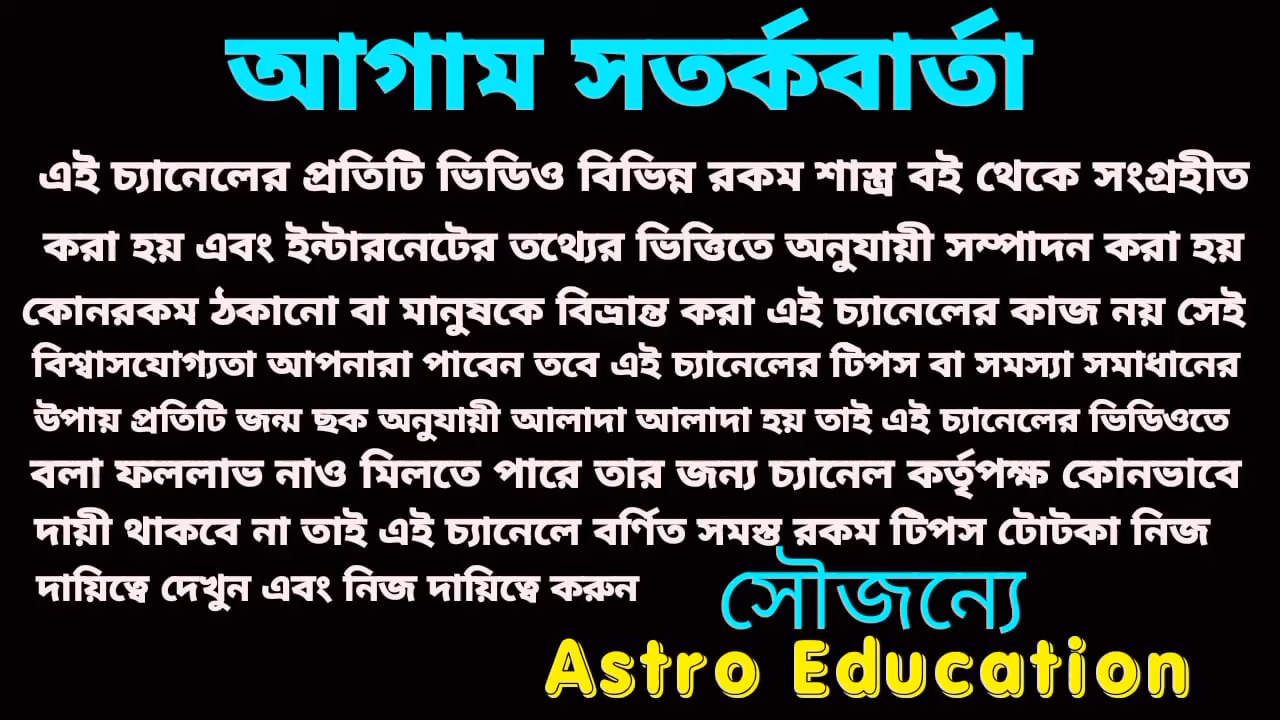 আগাম সতর্কবার্তা
এই চ্যানেলের প্রতিটি ভিডিও বিভিন্ন রকম শাস্ত্র বই থেকে সংগ্রহীত
করা হয় এবং ইন্টারনেটের তথ্যের ভিত্তিতে অনুযায়ী সম্পাদন করা হয়
কোনরকম ঠকানো বা মানুষকে বিভ্রান্ত করা এই চ্যানেলের কাজ নয় সেই
বিশ্বাসযোগ্যতা আপনারা পাবেন তবে এই চ্যানেলের টিপস বা সমস্যা সমাধানের
উপায় প্রতিটি জন্ম ছক অনুযায়ী আলাদা আলাদা হয় তাই এই চ্যানেলের ভিডিওতে
বলা ফললাভ নাও মিলতে পারে তার জন্য চ্যানেল কর্তৃপক্ষ কোনভাবে
দায়ী থাকবে না তাই এই চ্যানেলে বর্ণিত সমস্ত রকম টিপস টোটকা নিজ
দায়িত্বে দেখুন এবং নিজ দায়িত্বে করুন
সৌজন্যে
Astro Education